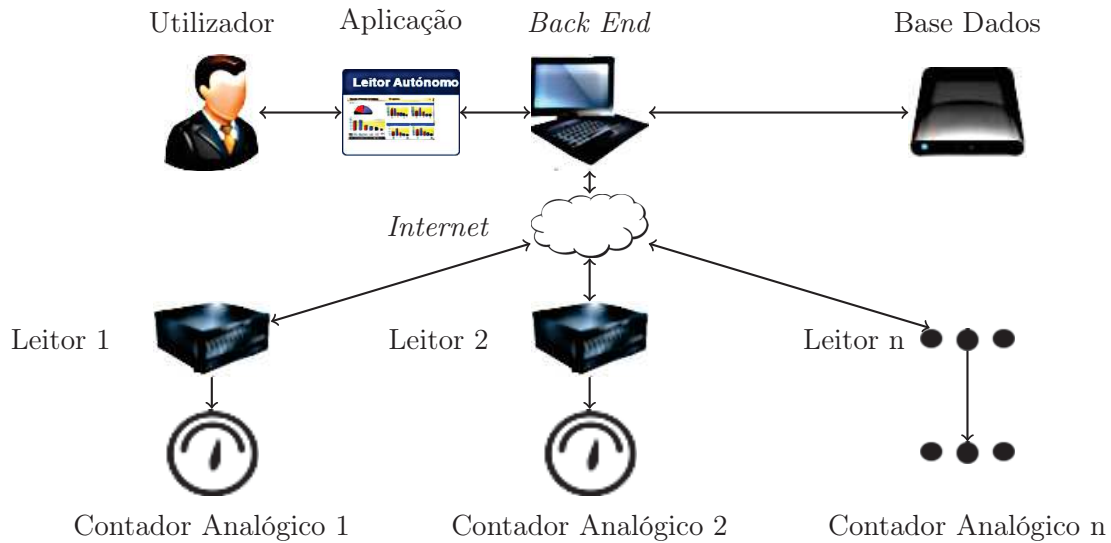 Utilizador
Aplicação
Back End
Base Dados
Leitor Autónomo
Internet
Leitor 1
Leitor 2
Leitor n
Contador Analógico 1
Contador Analógico 2
Contador Analógico n